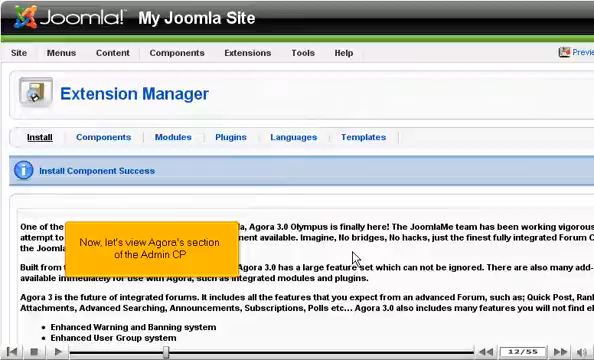 Joomla! My Joomla Site
Site Menus Content Components Extensions Tools Help Previe
Extension Manager
Install Components Modules Plugins Languages Templates
Install Component Success
One of the a, Agora 3.0 Olympus is finally here! The JoomlaMe team has been working vigorous
attempt to ment available. Imagine, No bridges, No hacks, just the finest fully integrated Forum C
the Joomla
Now, let's view Agora's section
of the Admin CP
Built from t Agora 3.0 has a large feature set which can not be ignored. There are also many add-
available immediately for use with Agora, such as integrated modules and plugins.
Agora 3 is the future of integrated forums. It includes all the features that you expect from an advanced Forum, such as; Quick Post, Rank
Attachments, Advanced Searching, Announcements, Subscriptions, Polls etc... Agora 3.0 also includes many features you will not find el
Enhanced Warning and Banning system
Enhanced User Group system
12/55